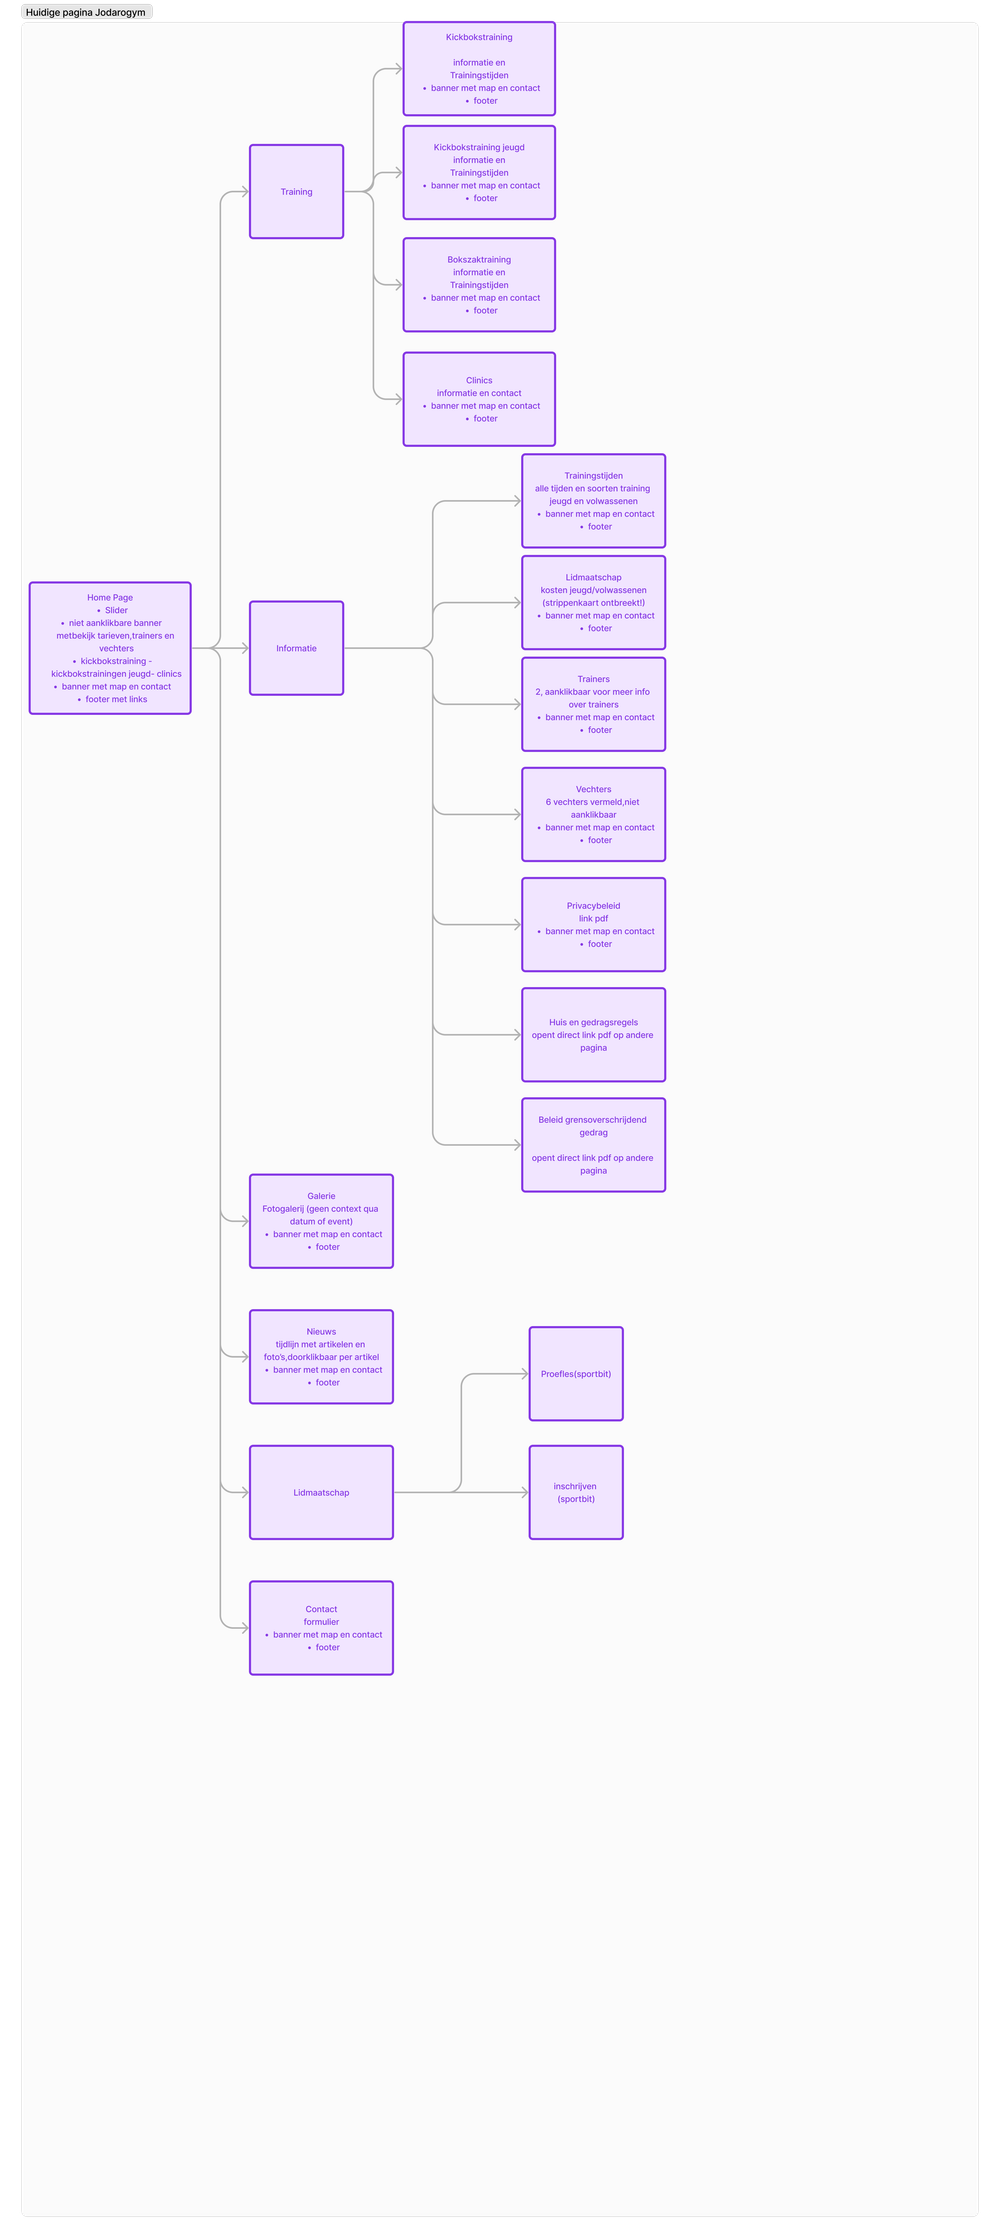 Huidige pagina Jodarogym
Kickbokstraining
informatie en
Trainingstijden
• banner met map en contact
• footer
Kickbokstraining jeugd
informatie en
Trainingstijden
• banner met map en contact
• footer
Training
Bokszaktraining
informatie en
Trainingstijden
• banner met map en contact
• footer
Clinics
informatie en contact
• banner met map en contact
• footer
Trainingstijden
alle tijden en soorten training
jeugd en volwassenen
• banner met map en contact
• footer
Lidmaatschap
kosten jeugd/volwassenen
(strippenkaart ontbreekt!)
• banner met map en contact
• footer
Home Page
• Slider
• niet aanklikbare banner
metbekijk tarieven,trainers en
vechters
• kickbokstraining -
kickbokstrainingen jeugd- clinics
• banner met map en contact
• footer met links
Informatie
Trainers
2, aanklikbaar voor meer info
over trainers
• banner met map en contact
• footer
Vechters
6 vechters vermeld,niet
aanklikbaar
• banner met map en contact
• footer
Privacybeleid
link pdf
• banner met map en contact
• footer
Huis en gedragsregels
opent direct link pdf op andere
pagina
Beleid grensoverschrijdend
gedrag
opent direct link pdf op andere
pagina
Galerie
Fotogalerij (geen context qua
datum of event)
• banner met map en contact
• footer
Nieuws
tijdlijn met artikelen en
foto's,doorklikbaar per artikel
• banner met map en contact
• footer
Proefles(sportbit)
Lidmaatschap
inschrijven
(sportbit)
Contact
formulier
• banner met map en contact
• footer